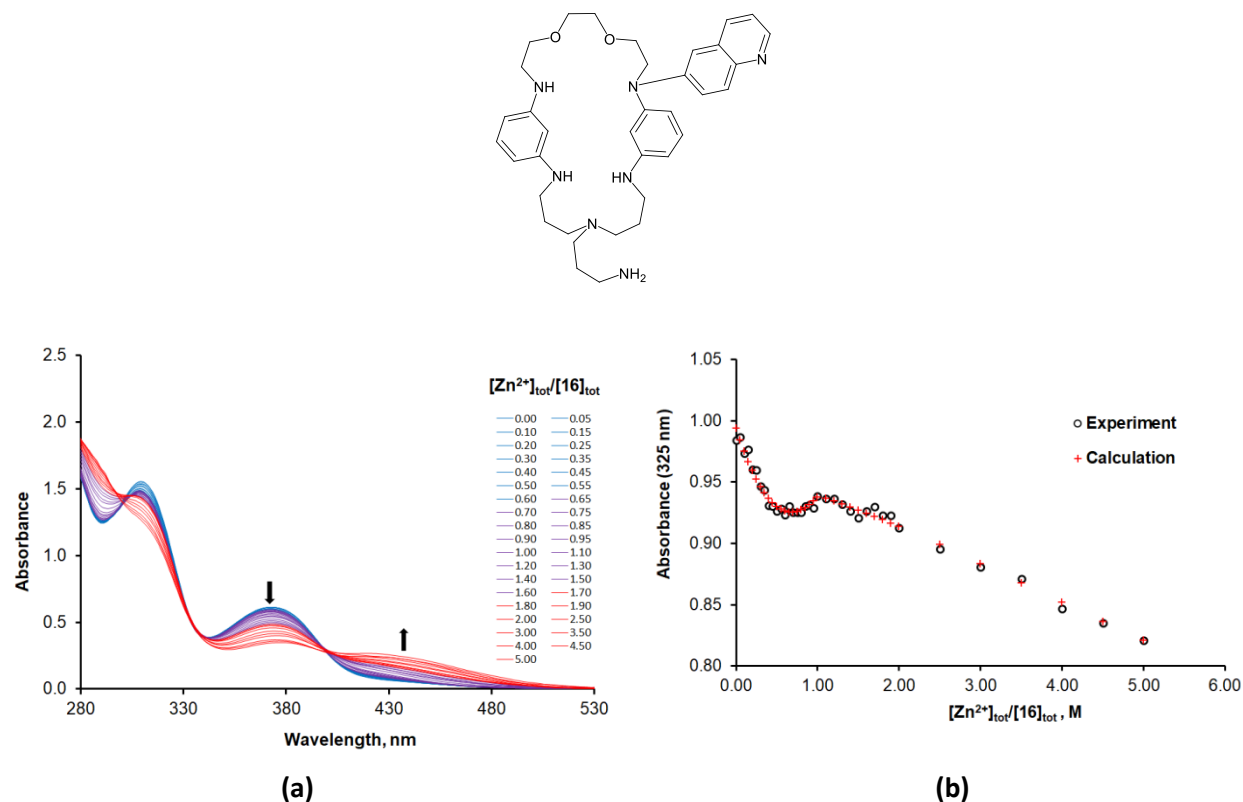 O O
N
NH N
NH HN
N
NH₂
[Zn²⁺]tot/[16]tot
0.00 0.05
0.10 0.15
0.20 0.25
0.30 0.35
0.40 0.45
0.50 0.55
0.60 0.65
0.70 0.75
0.80 0.85
0.90 0.95
1.00 1.10
1.20 1.30
1.40 1.50
1.60 1.70
1.80 1.90
2.00 2.50
3.00 3.50
4.00 4.50
5.00
2.5
2.0
1.5
1.0
0.5
0.0
Absorbance
280 330 380 430 480 530
Wavelength, nm
(a)
1.05
1.00
0.95
0.90
0.85
0.80
Absorbance (325 nm)
Experiment
Calculation
0.00 1.00 2.00 3.00 4.00 5.00 6.00
[Zn²⁺]tot/[16]tot , M
(b)